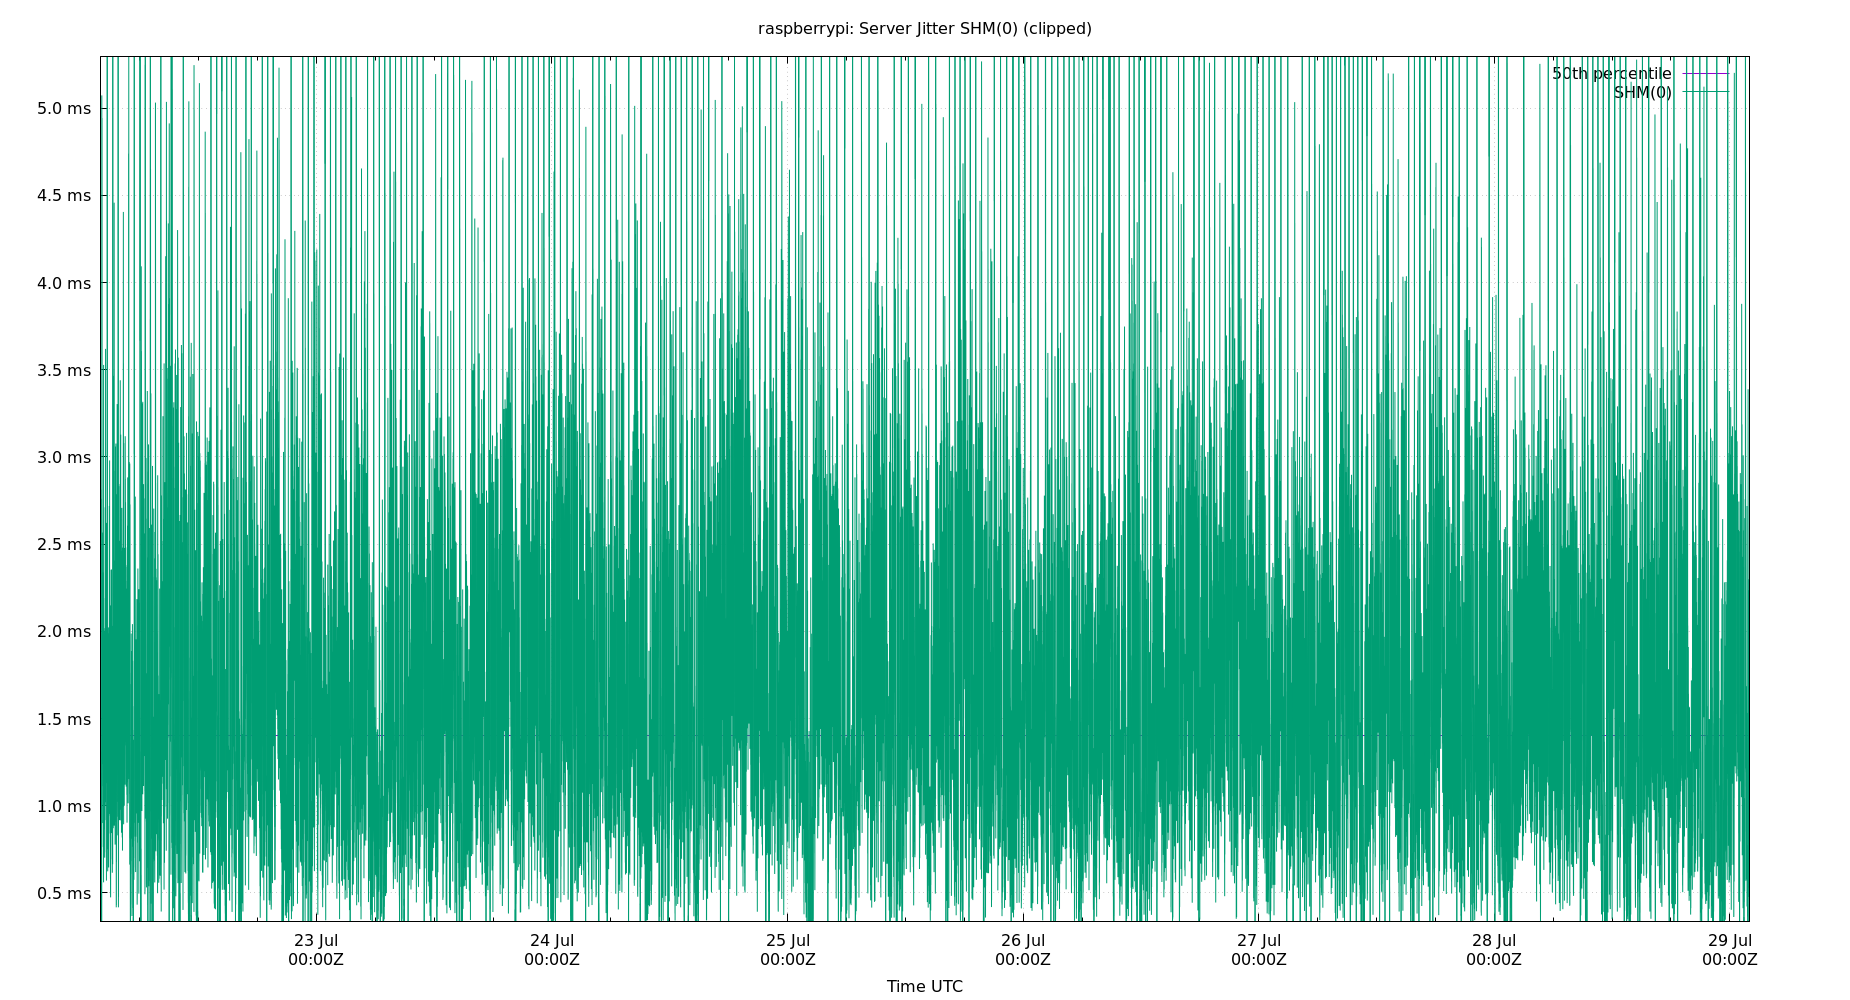 raspberrypi: Server Jitter SHM(0) (clipped)
50th percentile
SHM(0)
5.0 ms
4.5 ms
4.0 ms
3.5 ms
3.0 ms
2.5 ms
2.0 ms
1.5 ms
1.0 ms
0.5 ms
23 Jul 24 Jul 25 Jul 26 Jul 27 Jul 28 Jul 29 Jul
00:00Z 00:00Z 00:00Z 00:00Z 00:00Z 00:00Z 00:00Z
Time UTC